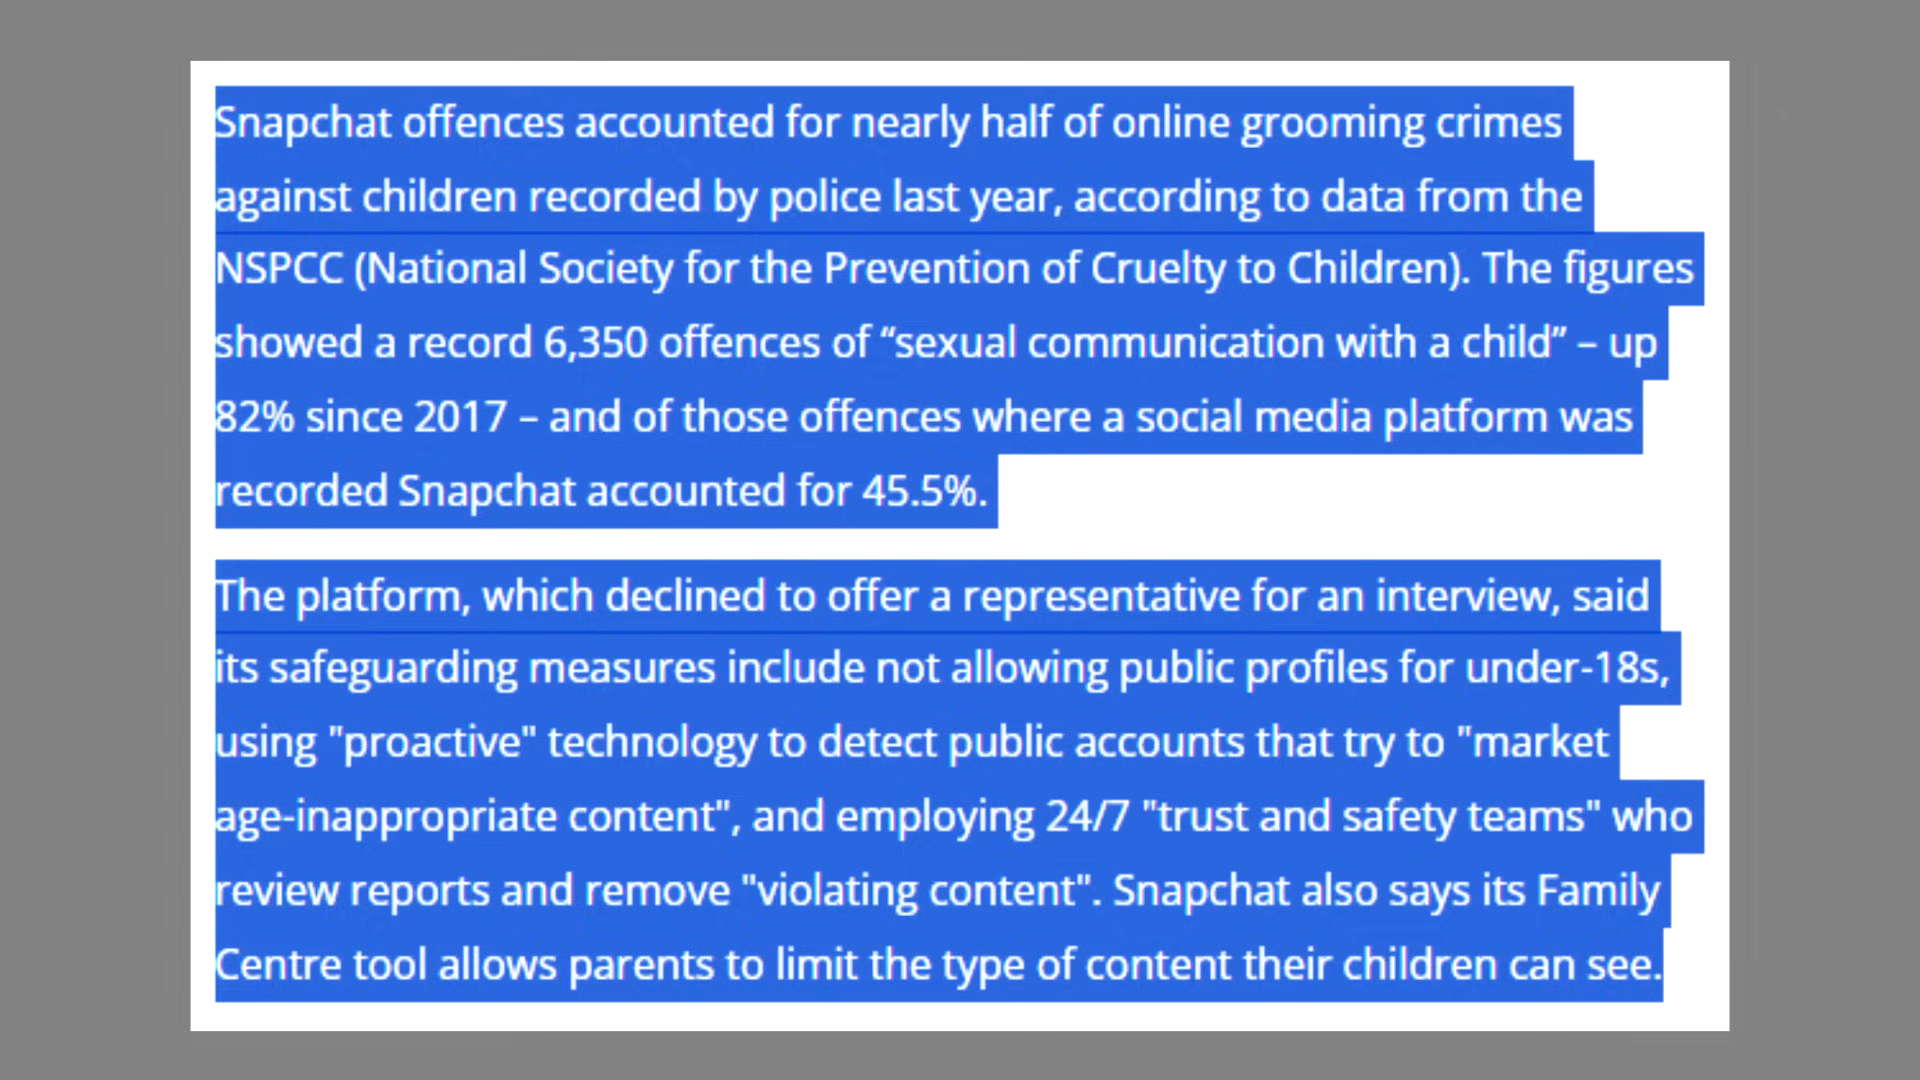 Snapchat offences accounted for nearly half of online grooming crimes
against children recorded by police last year, according to data from the
NSPCC (National Society for the Prevention of Cruelty to Children). The figures
showed a record 6,350 offences of “sexual communication with a child” – up
82% since 2017 – and of those offences where a social media platform was
recorded Snapchat accounted for 45.5%.
The platform, which declined to offer a representative for an interview, said
its safeguarding measures include not allowing public profiles for under-18s,
using "proactive" technology to detect public accounts that try to "market
age-inappropriate content", and employing 24/7 "trust and safety teams" who
review reports and remove "violating content". Snapchat also says its Family
Centre tool allows parents to limit the type of content their children can see.